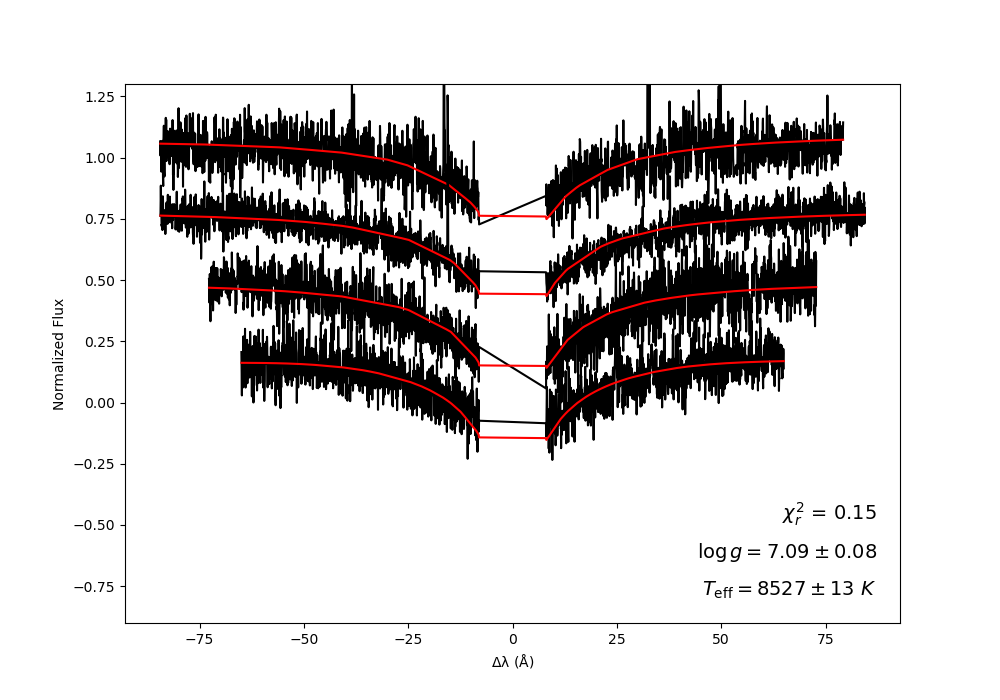 Normalized Flux
1.25
1.00
0.75
0.50
0.25
0.00
−0.25
−0.50
−0.75
χ²ᵣ = 0.15
log g = 7.09 ± 0.08
T_eff = 8527 ± 13 K
−75 −50 −25 0 25 50 75
Δλ (Å)